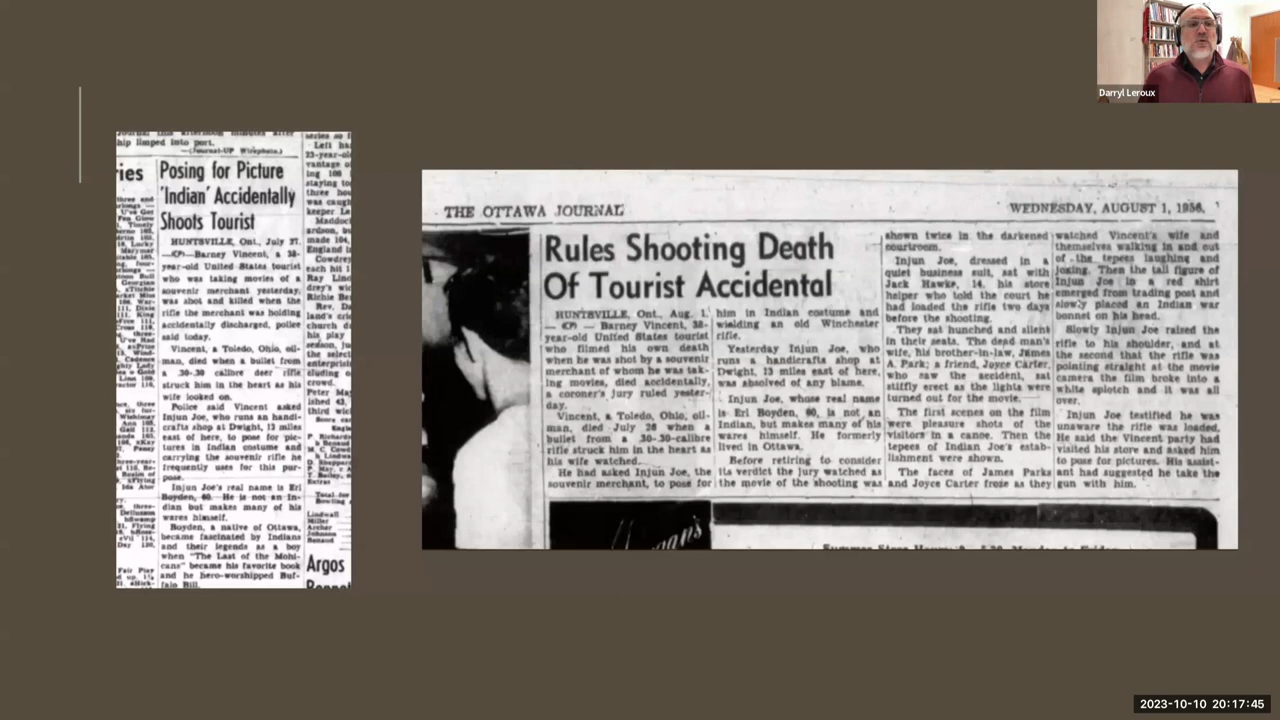 Darryl Leroux
ship limped into port.
—(Journal-UP Wirephoto.)
Posing for Picture
'Indian' Accidentally
Shoots Tourist
HUNTSVILLE, Ont., July 27.
—(CP)—Barney Vincent, a 38-
year-old United States tourist
who was taking movies of a
souvenir merchant yesterday,
was shot and killed when the
rifle the merchant was holding
accidentally discharged, police
said today.
Vincent, a Toledo, Ohio, oil-
man, died when a bullet from
a .30-30 calibre deer rifle
struck him in the heart as his
wife looked on.
Police said Vincent asked
Injun Joe, who runs an handi-
crafts shop at Dwight, 13 miles
east of here, to pose for pic-
tures in Indian costume and
carrying the souvenir rifle he
frequently uses for this pur-
pose.
Injun Joe's real name is Erl
Boyden, 60. He is not an In-
dian but makes many of his
wares himself.
Boyden, a native of Ottawa,
became fascinated by Indians
and their legends as a boy
when "The Last of the Mohi-
cans" became his favorite book
and he hero-worshipped Buf-
falo Bill.
Argos
THE OTTAWA JOURNAL
WEDNESDAY, AUGUST 1, 1956.
Rules Shooting Death
Of Tourist Accidental
HUNTSVILLE, Ont., Aug. 1
— (CP) — Barney Vincent, 38-
year-old United States tourist
who filmed his own death
when he was shot by a souvenir
merchant of whom he was tak-
ing movies, died accidentally,
a coroner's jury ruled yester-
day.
Vincent, a Toledo, Ohio, oil-
man, died July 26 when a
bullet from a .30-30-calibre
rifle struck him in the heart as
his wife watched.
He had asked Injun Joe, the
souvenir merchant, to pose for
him in Indian costume and
wielding an old Winchester
rifle.
Yesterday Injun Joe, who
runs a handicrafts shop at
Dwight, 13 miles east of here,
was absolved of any blame.
Injun Joe, whose real name
is Erl Boyden, 60, is not an
Indian, but makes many of his
wares himself. He formerly
lived in Ottawa.
Before retiring to consider
its verdict the jury watched as
the movie of the shooting was
shown twice in the darkened
courtroom.
Injun Joe, dressed in a
quiet business suit, sat with
Jack Hawke, 14, his store
helper who told the court he
had loaded the rifle two days
before the shooting.
They sat hunched and silent
in their seats. The dead man's
wife, his brother-in-law, James
A. Park; a friend, Joyce Carter,
who saw the accident, sat
stiffly erect as the lights were
turned out for the movie.
The first scenes on the film
were pleasure shots of the
visitors in a canoe. Then the
tepees of Indian Joe's estab-
lishment were shown.
The faces of James Parks
and Joyce Carter froze as they
watched Vincent's wife and
themselves walking in and out
of the tepees laughing and
joking. Then the tall figure of
Injun Joe in a red shirt
emerged from trading post and
slowly placed an Indian war
bonnet on his head.
Slowly Injun Joe raised the
rifle to his shoulder, and at
the second that the rifle was
pointing straight at the movie
camera the film broke into a
white splotch and it was all
over.
Injun Joe testified he was
unaware the rifle was loaded.
He said the Vincent party had
visited his store and asked him
to pose for pictures. His assist-
ant had suggested he take the
gun with him.
2023-10-10 20:17:45